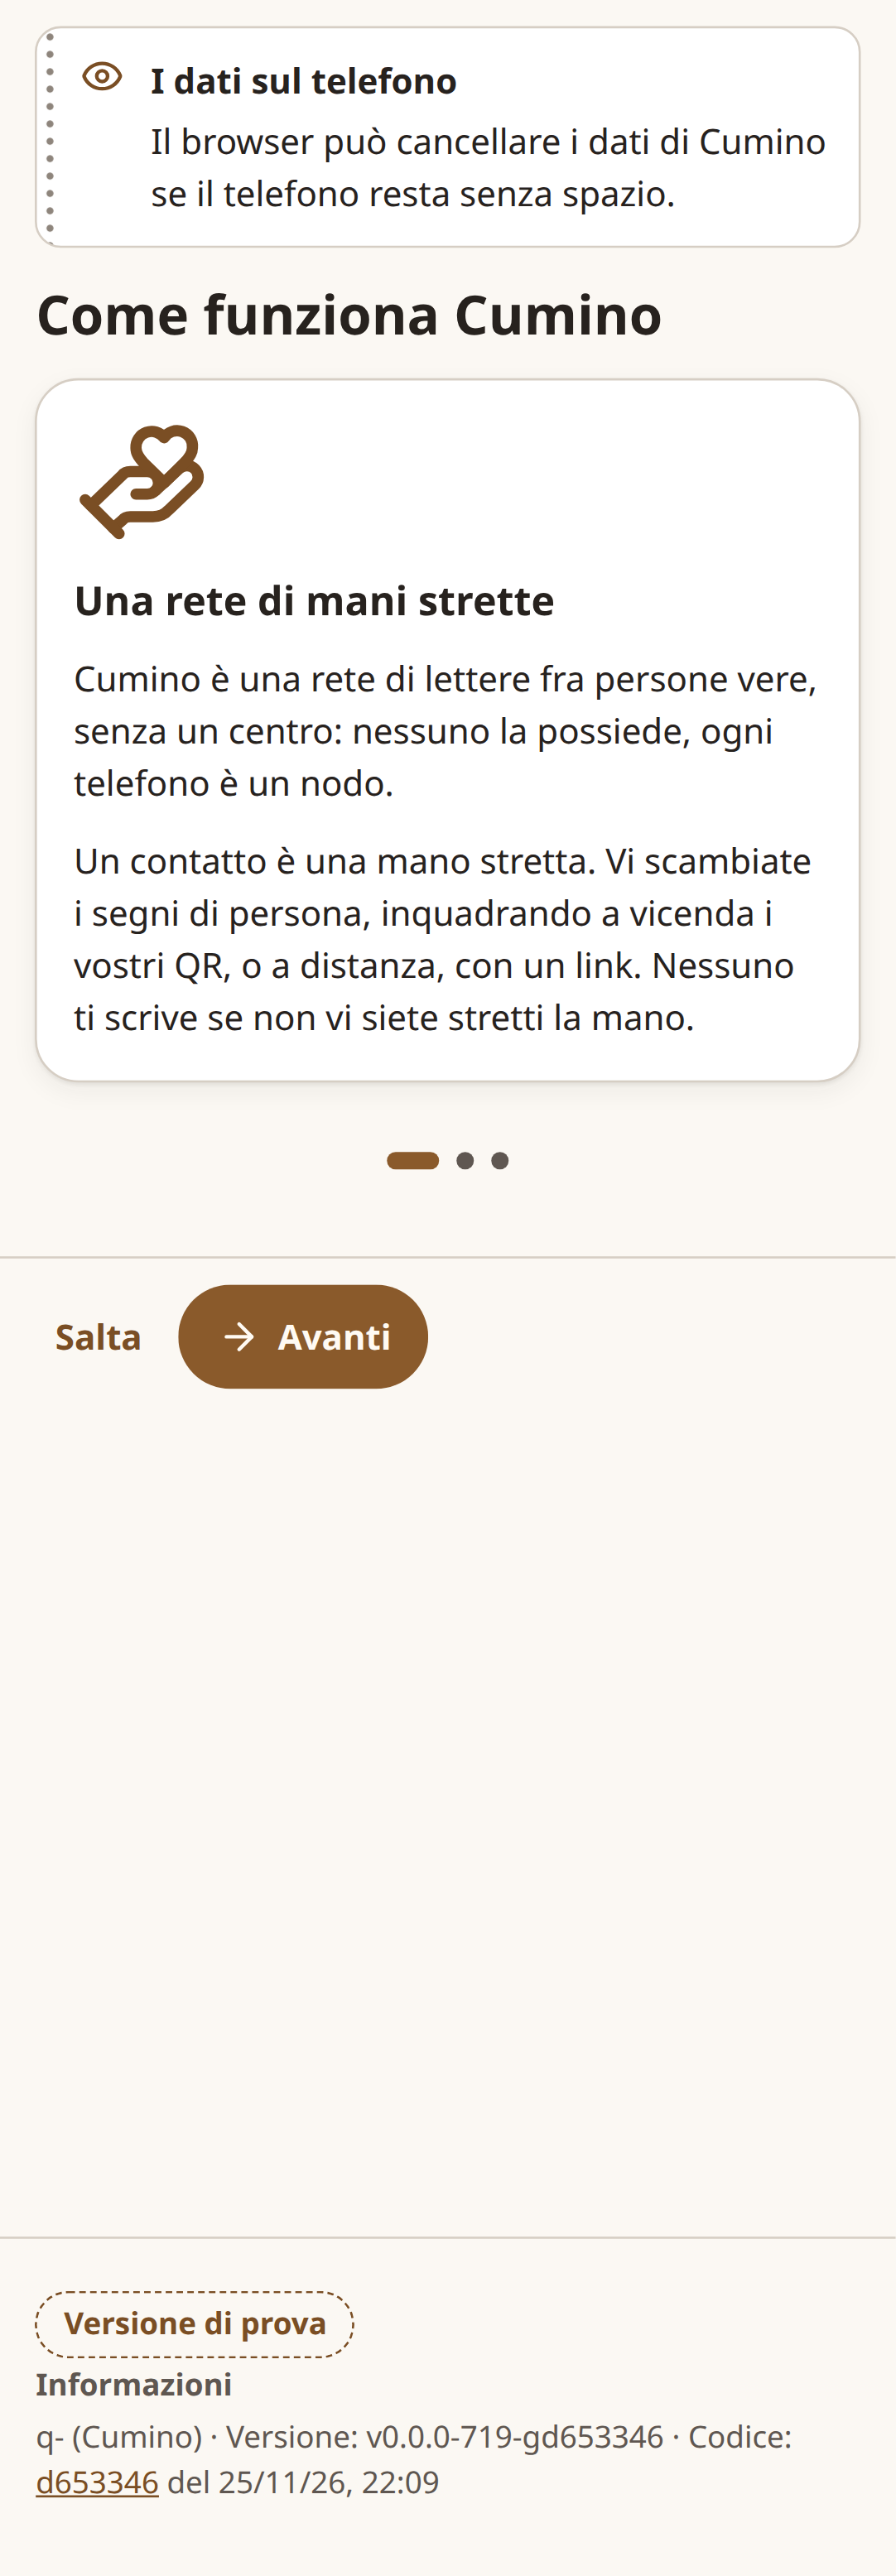 I dati sul telefono
Il browser può cancellare i dati di Cumino
se il telefono resta senza spazio.
Come funziona Cumino
Una rete di mani strette
Cumino è una rete di lettere fra persone vere,
senza un centro: nessuno la possiede, ogni
telefono è un nodo.
Un contatto è una mano stretta. Vi scambiate
i segni di persona, inquadrando a vicenda i
vostri QR, o a distanza, con un link. Nessuno
ti scrive se non vi siete stretti la mano.
Salta
Avanti
Versione di prova
Informazioni
q- (Cumino) · Versione: v0.0.0-719-gd653346 · Codice:
d653346 del 25/11/26, 22:09